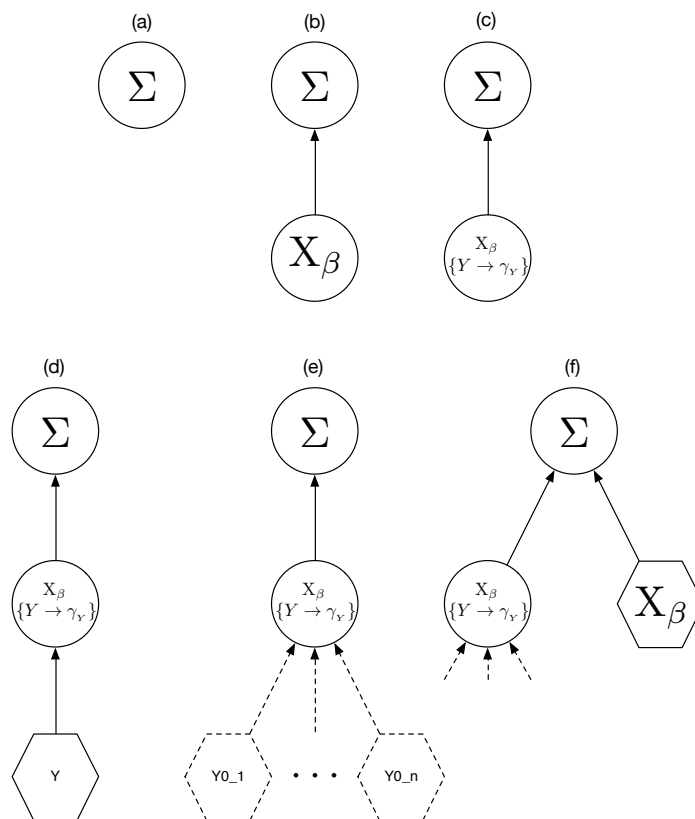 (a) (b) (c)
Σ Σ Σ
X_β X_β
{Y → γ_Y}
(d) (e) (f)
Σ Σ Σ
X_β X_β X_β X_β
{Y → γ_Y} {Y → γ_Y} {Y → γ_Y}
Y Y0_1 • • • Y0_n